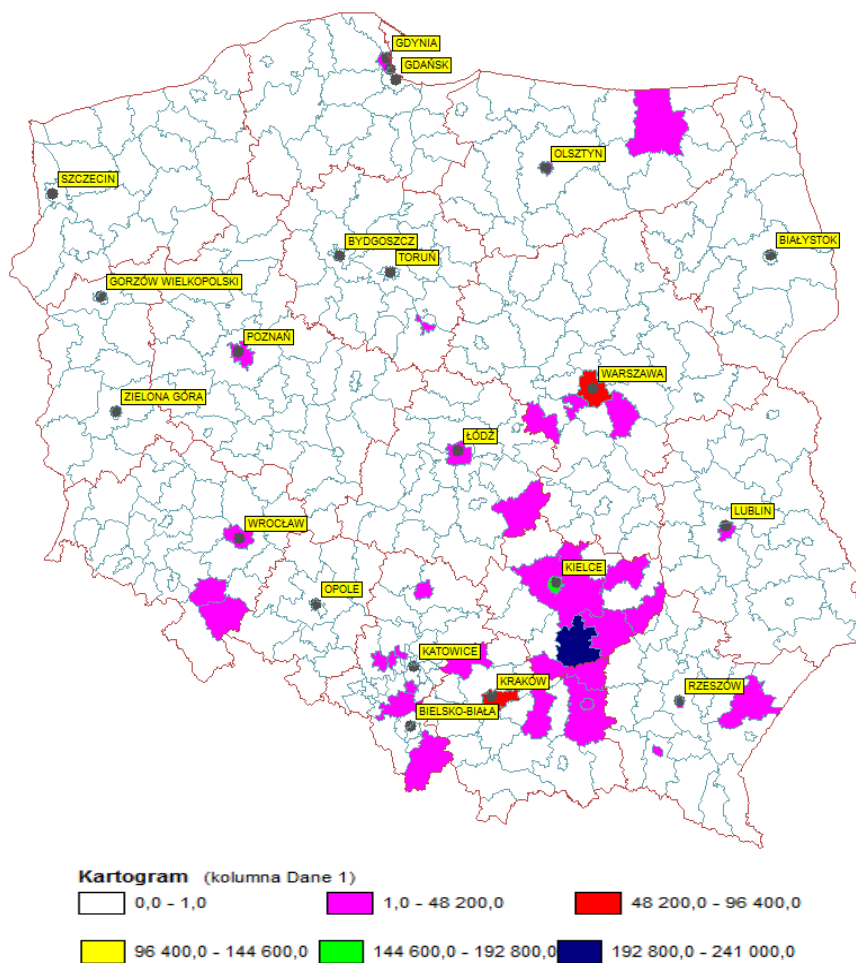 GDYNIA
GDAŃSK
OLSZTYN
SZCZECIN
BYDGOSZCZ
BIAŁYSTOK
TORUŃ
GORZÓW WIELKOPOLSKI
POZNAŃ
WARSZAWA
ZIELONA GÓRA
ŁÓDŹ
LUBLIN
WROCŁAW
KIELCE
OPOLE
KATOWICE
KRAKÓW
RZESZÓW
BIELSKO-BIAŁA
Kartogram (kolumna Dane 1)
0,0 - 1,0 1,0 - 48 200,0 48 200,0 - 96 400,0
96 400,0 - 144 600,0 144 600,0 - 192 800,0 192 800,0 - 241 000,0